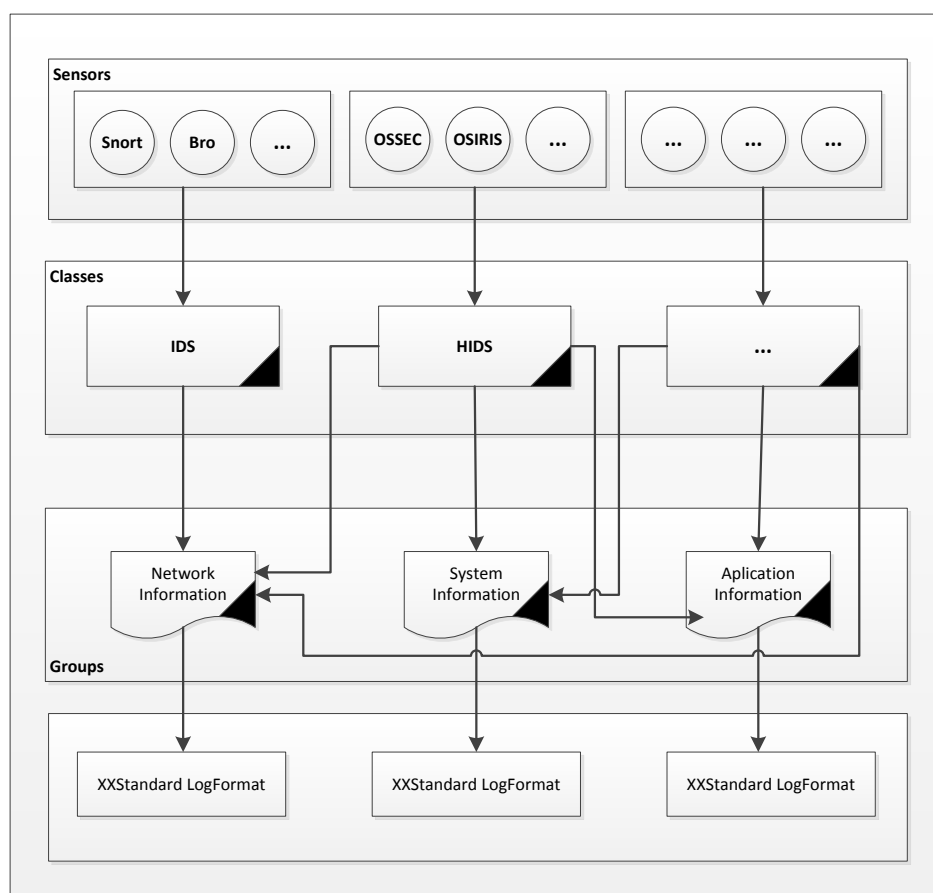 Sensors
Snort
Bro
...
OSSEC
OSIRIS
...
...
...
...
Classes
IDS
HIDS
...
Network
Information
System
Information
Aplication
Information
Groups
XXStandard LogFormat
XXStandard LogFormat
XXStandard LogFormat